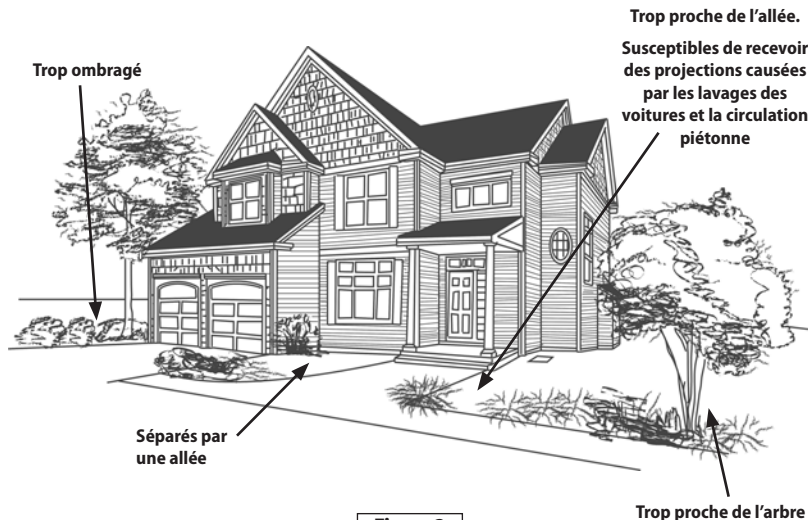 Trop proche de l’allée.
Susceptibles de recevoir
des projections causées
par les lavages des
voitures et la circulation
piétonne
Trop ombragé
Séparés par
une allée
Trop proche de l’arbre